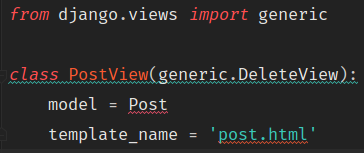 from django.views import generic
class PostView(generic.DeleteView):
    model = Post
    template_name = 'post.html'